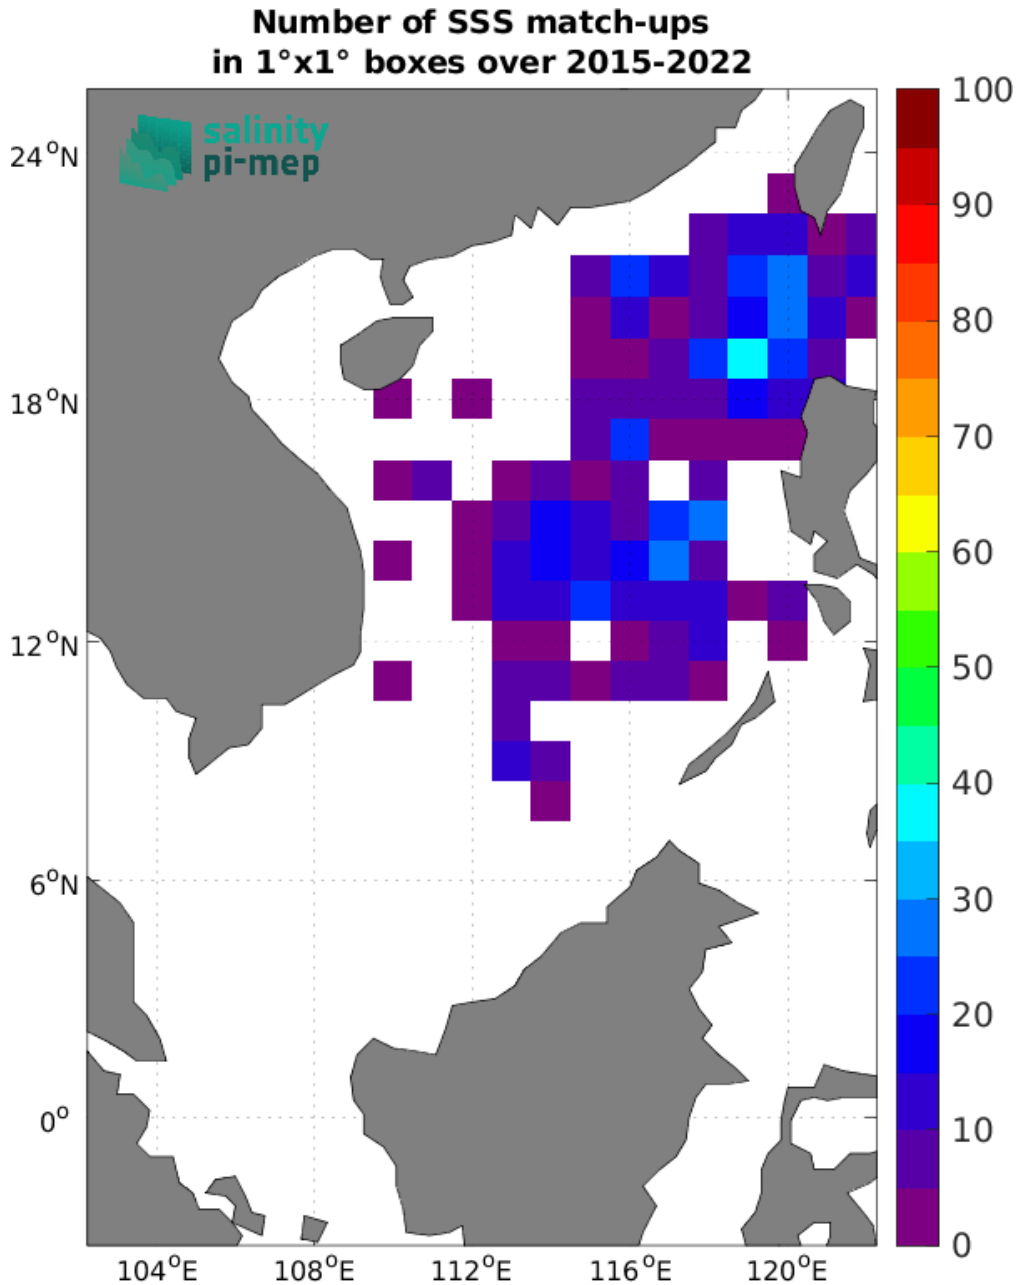 Number of SSS match-ups
in 1°x1° boxes over 2015-2022
salinity
pi-mep
24°N
18°N
12°N
6°N
0°
104°E 108°E 112°E 116°E 120°E
100
90
80
70
60
50
40
30
20
10
0